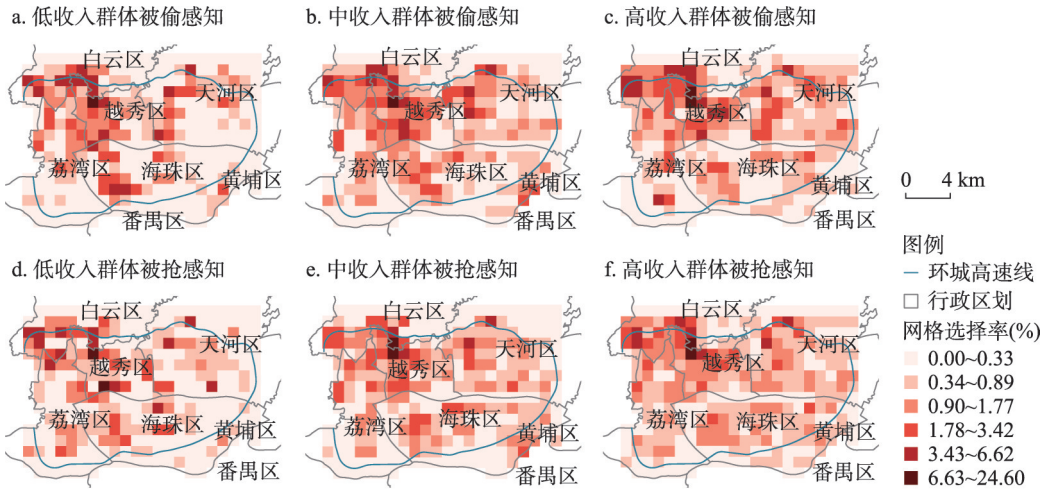 a. 低收入群体被偷感知
b. 中收入群体被偷感知
c. 高收入群体被偷感知
白云区
天河区
越秀区
荔湾区
海珠区
黄埔区
番禺区
白云区
天河区
越秀区
荔湾区
海珠区
黄埔区
番禺区
白云区
天河区
越秀区
荔湾区
海珠区
黄埔区
番禺区
d. 低收入群体被抢感知
e. 中收入群体被抢感知
f. 高收入群体被抢感知
白云区
天河区
越秀区
荔湾区
海珠区
黄埔区
番禺区
白云区
天河区
越秀区
荔湾区
海珠区
黄埔区
番禺区
白云区
天河区
越秀区
荔湾区
海珠区
黄埔区
番禺区
0 4 km
图例
环城高速线
行政区划
网格选择率(%)
0.00~0.33
0.34~0.89
0.90~1.77
1.78~3.42
3.43~6.62
6.63~24.60